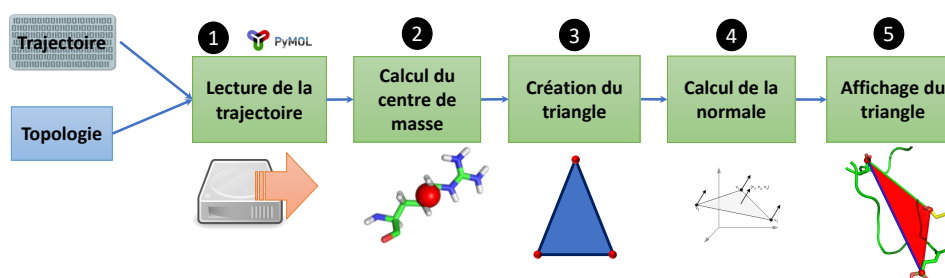 Trajectoire
Topologie
1
PyMOL
Lecture de la
trajectoire
2
Calcul du
centre de
masse
3
Création du
triangle
4
Calcul de la
normale
5
Affichage du
triangle